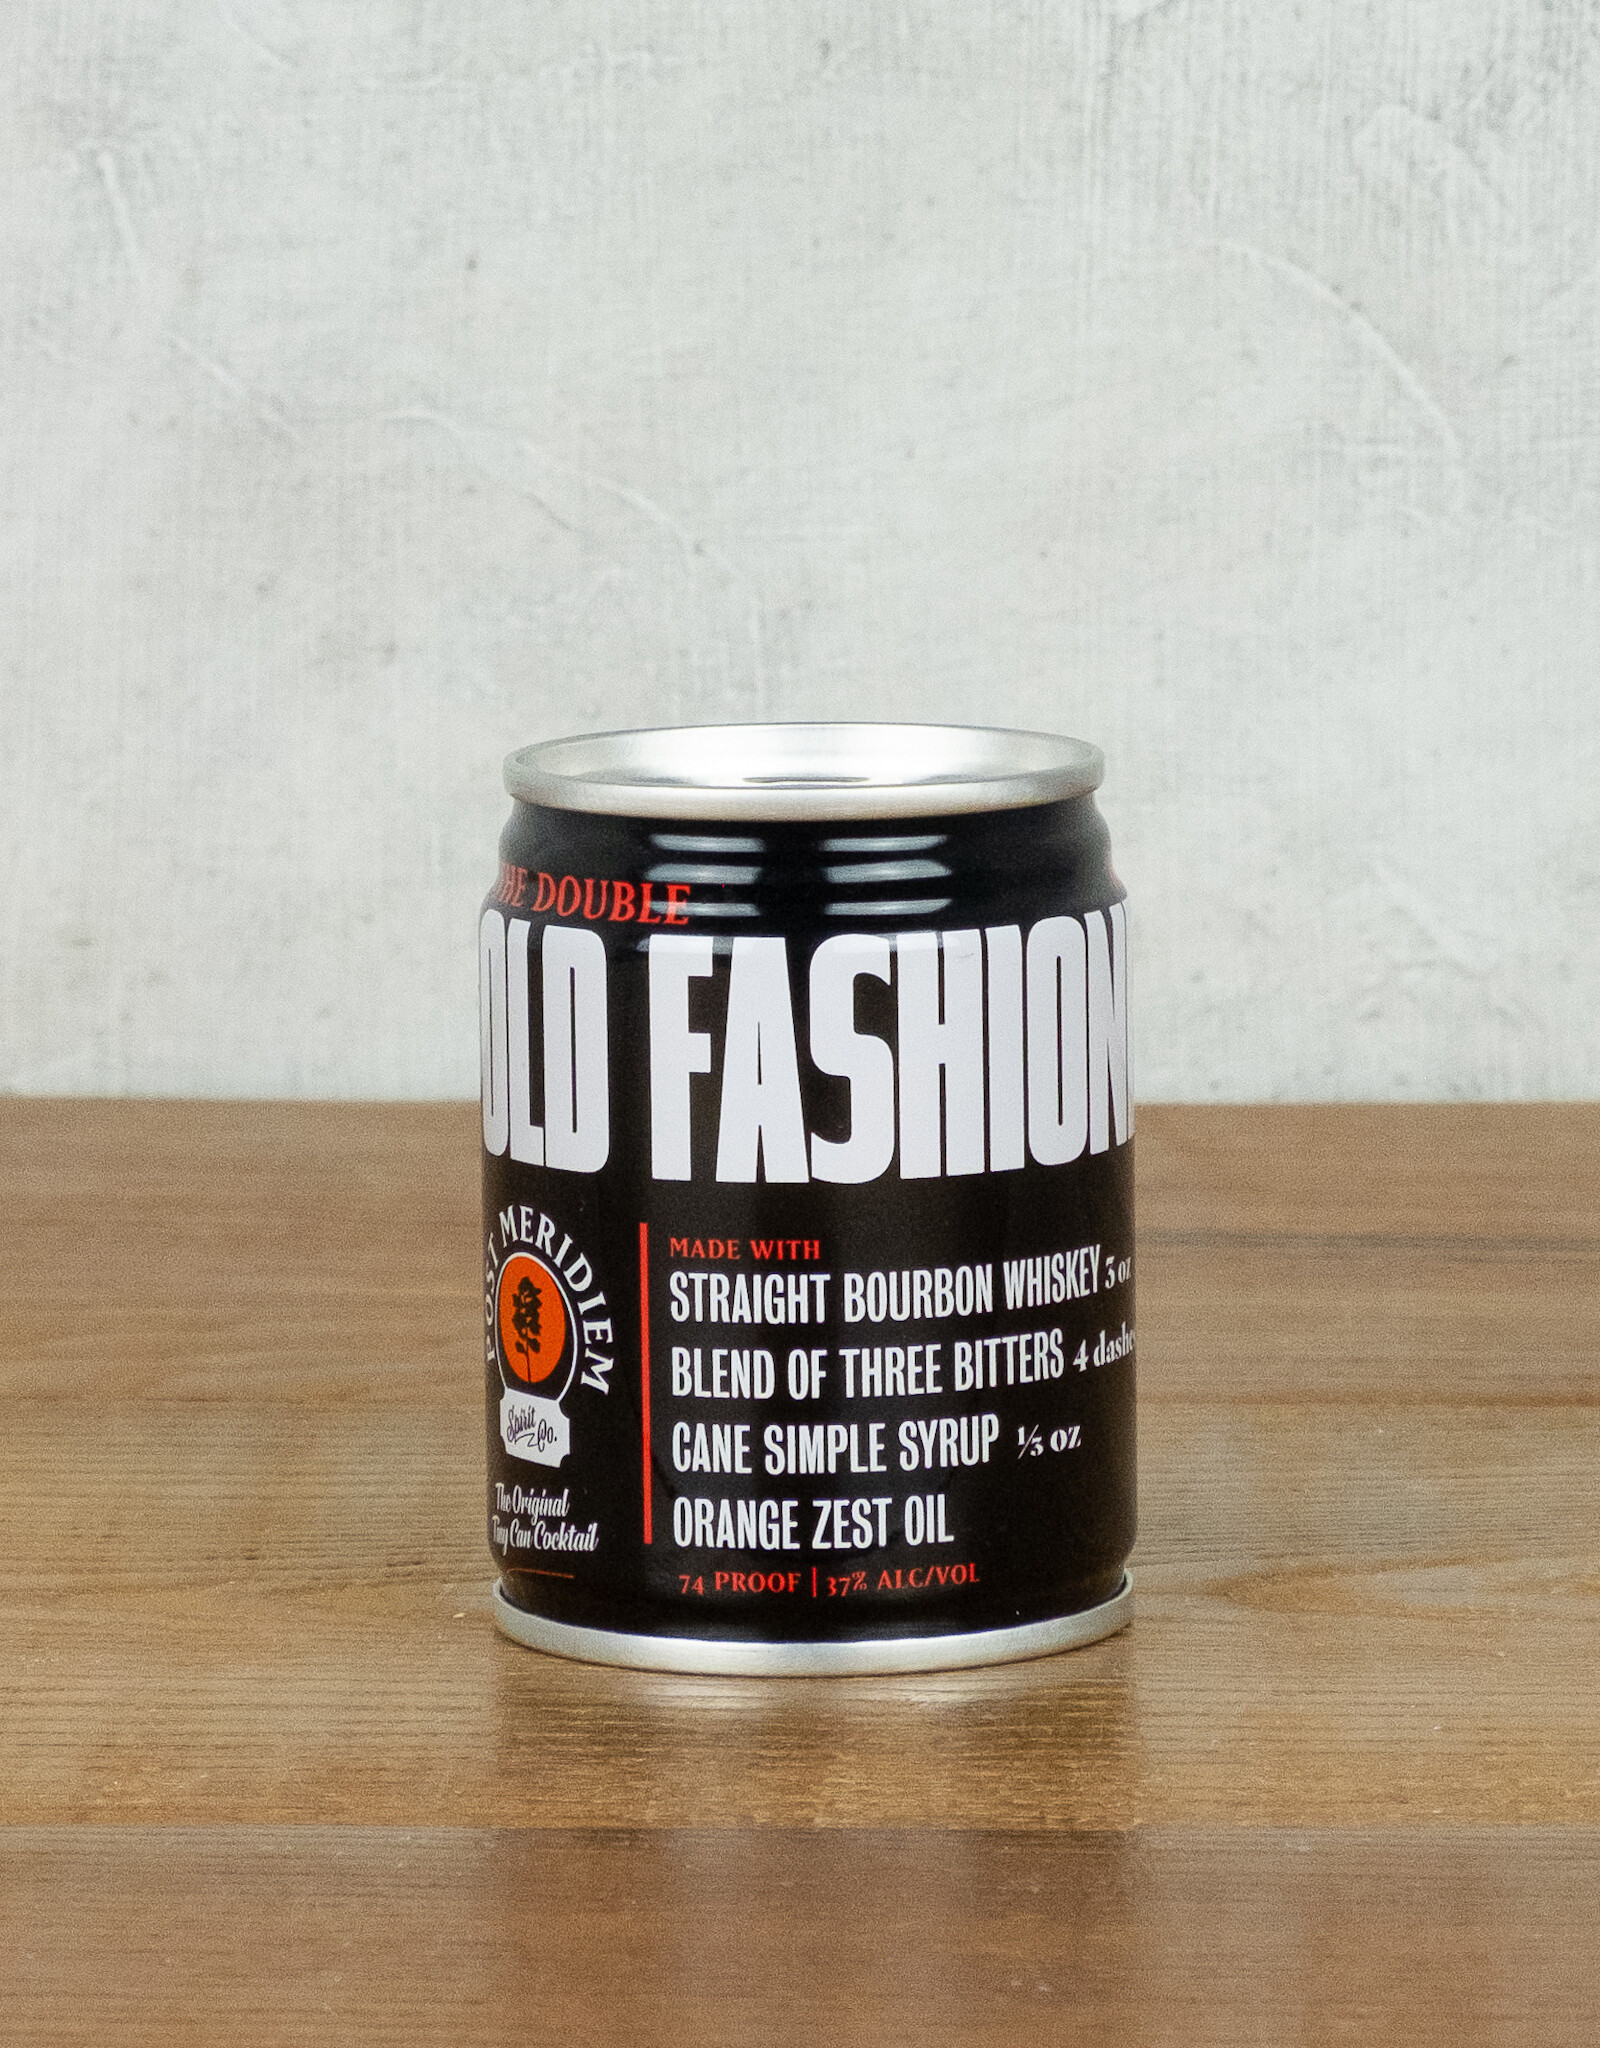 THE DOUBLE
OLD FASHION
POST MERIDIEM
Spirit Co.
The Original
Tiny Can Cocktail
MADE WITH
STRAIGHT BOURBON WHISKEY 3 oz
BLEND OF THREE BITTERS 4 dashe
CANE SIMPLE SYRUP ⅓ oz
ORANGE ZEST OIL
74 PROOF | 37% ALC/VOL